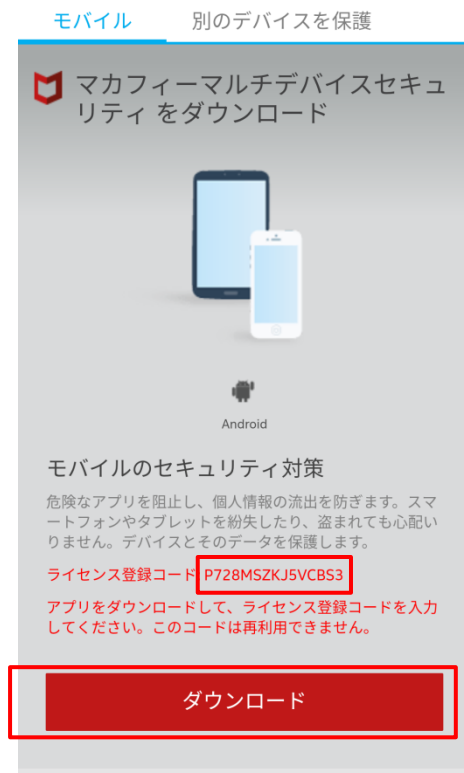 モバイル 別のデバイスを保護
マカフィーマルチデバイスセキュ
リティ をダウンロード
Android
モバイルのセキュリティ対策
危険なアプリを阻止し、個人情報の流出を防ぎます。スマ
ートフォンやタブレットを紛失したり、盗まれても心配い
りません。デバイスとそのデータを保護します。
ライセンス登録コード P728MSZKJ5VCBS3
アプリをダウンロードして、ライセンス登録コードを入力
してください。このコードは再利用できません。
ダウンロード